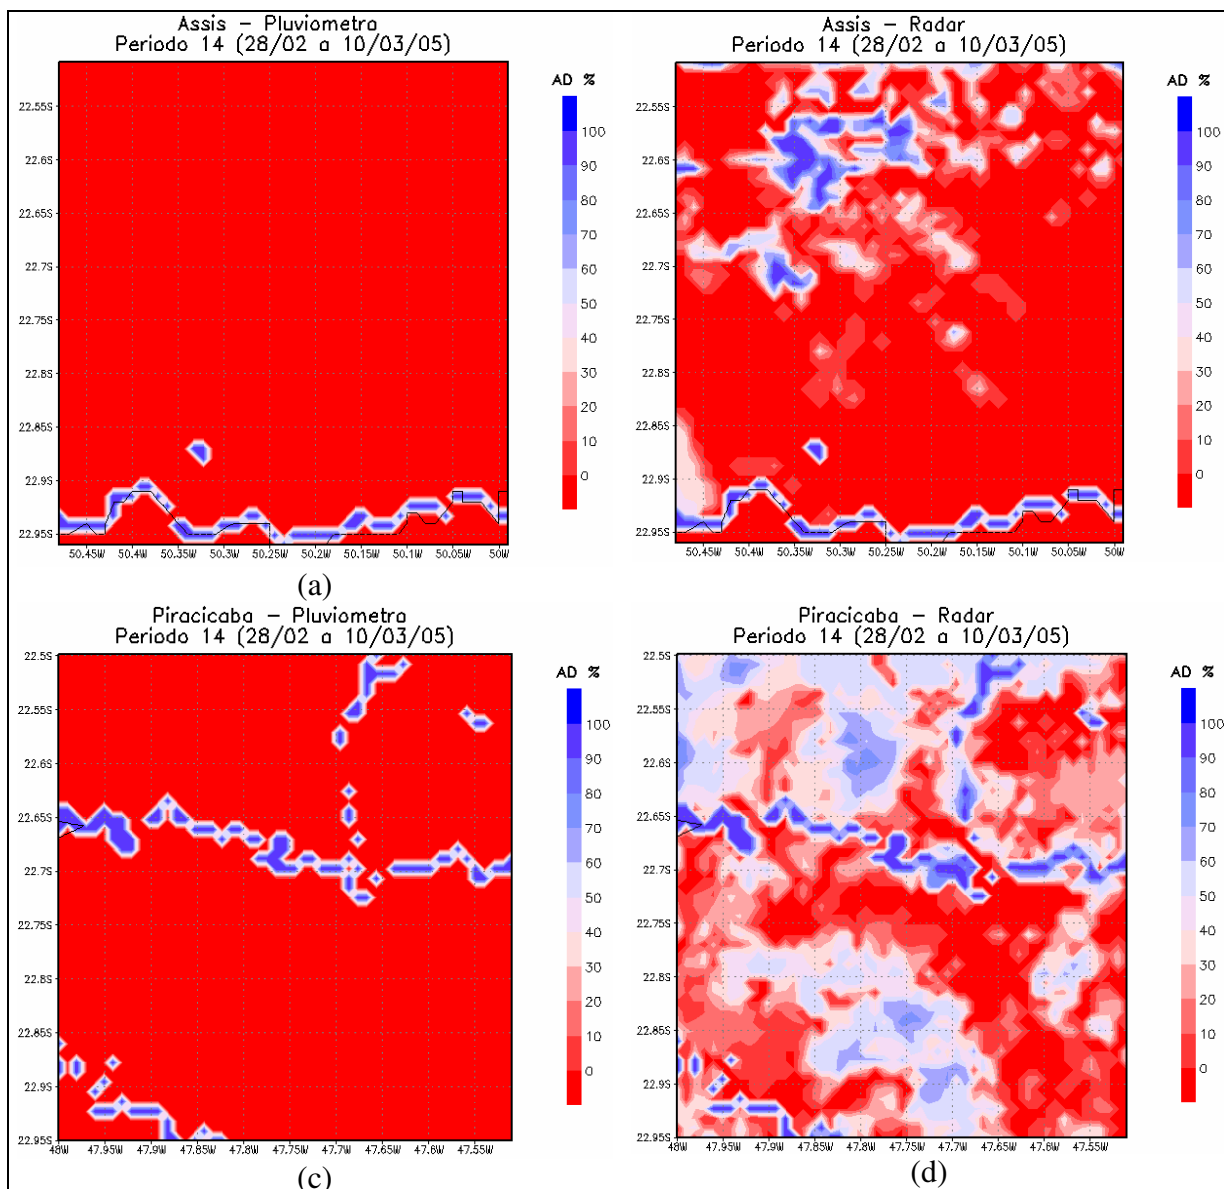 Assis - Pluviometro
Periodo 14 (28/02 a 10/03/05)
AD %
100
90
80
70
60
50
40
30
20
10
0
22.55S
22.6S
22.65S
22.7S
22.75S
22.8S
22.85S
22.9S
22.95S
50.45W
50.4W
50.35W
50.3W
50.25W
50.2W
50.15W
50.1W
50.05W
50W
(a)
Assis - Radar
Periodo 14 (28/02 a 10/03/05)
AD %
100
90
80
70
60
50
40
30
20
10
0
22.55S
22.6S
22.65S
22.7S
22.75S
22.8S
22.85S
22.9S
22.95S
50.45W
50.4W
50.35W
50.3W
50.25W
50.2W
50.15W
50.1W
50.05W
50W
Piracicaba - Pluviometro
Periodo 14 (28/02 a 10/03/05)
AD %
100
90
80
70
60
50
40
30
20
10
0
22.5S
22.55S
22.6S
22.65S
22.7S
22.75S
22.8S
22.85S
22.9S
22.95S
48W
47.95W
47.9W
47.85W
47.8W
47.75W
47.7W
47.65W
47.6W
47.55W
(c)
Piracicaba - Radar
Periodo 14 (28/02 a 10/03/05)
AD %
100
90
80
70
60
50
40
30
20
10
0
22.5S
22.55S
22.6S
22.65S
22.7S
22.75S
22.8S
22.85S
22.9S
22.95S
48W
47.95W
47.9W
47.85W
47.8W
47.75W
47.7W
47.65W
47.6W
47.55W
(d)